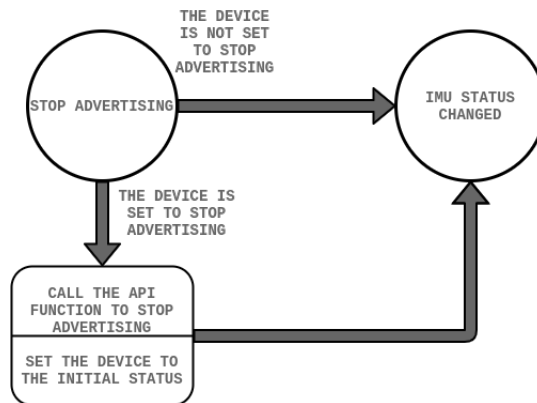 THE DEVICE
IS NOT SET
TO STOP
ADVERTISING
STOP ADVERTISING
IMU STATUS
CHANGED
THE DEVICE IS
SET TO STOP
ADVERTISING
CALL THE API
FUNCTION TO STOP
ADVERTISING
SET THE DEVICE TO
THE INITIAL STATUS